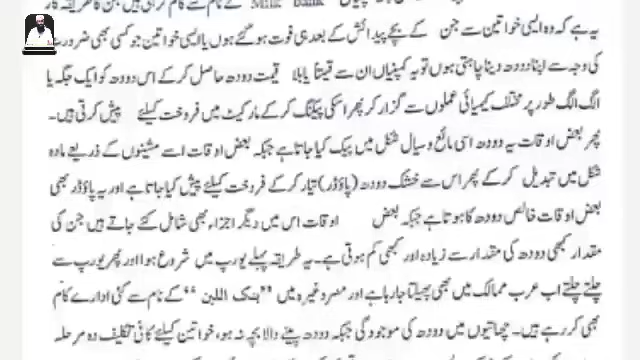 "Milk Bank" کے نام سے کام کرتی ہیں جن کا طریقہ کار
یہ ہے کہ وہ ایسی خواتین سے جن کے بچے پیدائش کے بعد ہی فوت ہو گئے ہوں یا ایسی خواتین جو کسی بھی ضرورت
کی وجہ سے اپنا دودھ دینا چاہتی ہوں تو یہ کمپنیاں ان سے قیمتاً یا بلا قیمت دودھ حاصل کر کے اس دودھ کو ایک جگہ یا
الگ الگ طور پر مختلف کیمیائی عملوں سے گزار کر پھر اسکی پیکنگ کر کے مارکیٹ میں فروخت کیلئے پیش کرتی ہیں۔
پھر بعض اوقات یہ دودھ اسی مائع و سیال شکل میں پیک کیا جاتا ہے جبکہ بعض اوقات اسے مشینوں کے ذریعے مادہ
شکل میں تبدیل کر کے پھر اس سے خشک دودھ (پاؤڈر) تیار کر کے فروخت کیلئے پیش کیا جاتا ہے اور یہ پاؤڈر بھی
بعض اوقات خالص دودھ کا ہوتا ہے جبکہ بعض اوقات اس میں دیگر اجزاء بھی شامل کئے جاتے ہیں جن کی
مقدار کبھی دودھ کی مقدار سے زیادہ اور کبھی کم ہوتی ہے۔ یہ طریقہ پہلے یورپ میں شروع ہوا اور پھر یورپ سے
چلتے چلتے اب عرب ممالک میں بھی پھیلتا جا رہا ہے اور مصر وغیرہ میں "بنک اللبن" کے نام سے کئی ادارے کام
بھی کر رہے ہیں۔ چھاتیوں میں دودھ کی موجودگی جبکہ دودھ پینے والا بچہ نہ ہو، خواتین کیلئے کافی تکلیف دہ مرحلہ